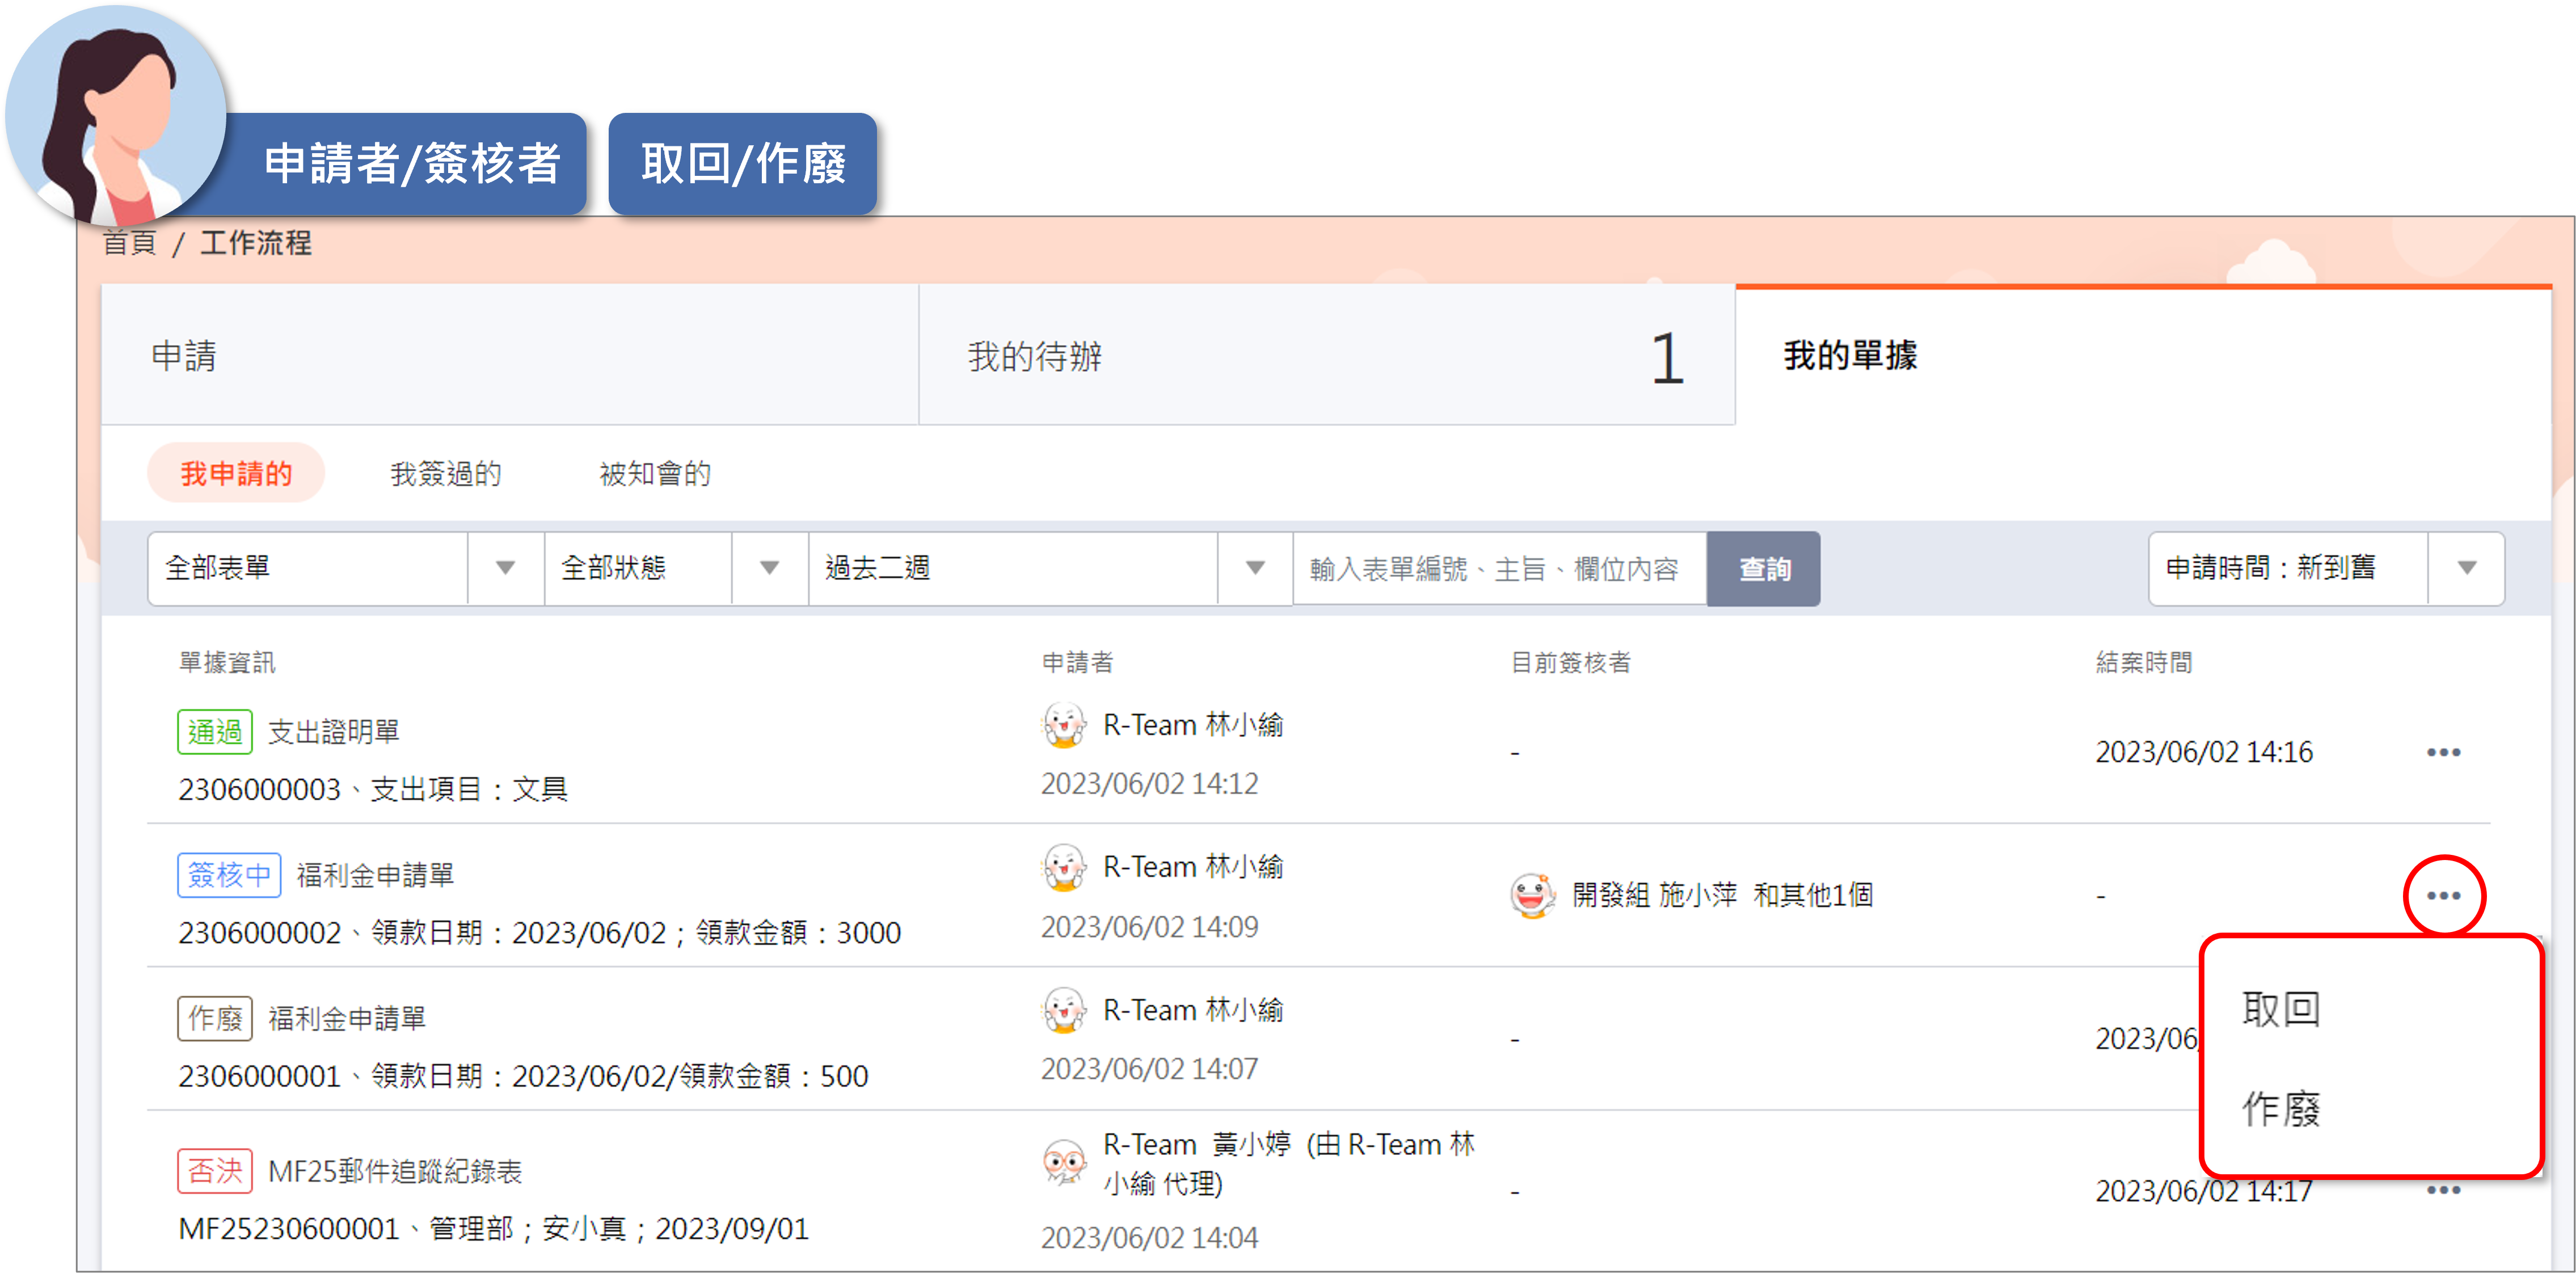 申請者/簽核者 取回/作廢
首頁 / 工作流程
申請 我的待辦 1 我的單據
我申請的 我簽過的 被知會的
全部表單 全部狀態 過去二週 輸入表單編號、主旨、欄位內容 查詢 申請時間：新到舊
單據資訊 申請者 目前簽核者 結案時間
通過 支出證明單 R-Team 林小緰
2306000003、支出項目：文具 2023/06/02 14:12 - 2023/06/02 14:16
簽核中 福利金申請單 R-Team 林小緰
2306000002、領款日期：2023/06/02；領款金額：3000 2023/06/02 14:09 開發組 施小萍 和其他1個 -
取回
作廢
作廢 福利金申請單 R-Team 林小緰
2306000001、領款日期：2023/06/02/領款金額：500 2023/06/02 14:07 - 2023/06
否決 MF25郵件追蹤紀錄表 R-Team 黃小婷 (由 R-Team 林
小緰 代理)
MF25230600001、管理部；安小真；2023/09/01 2023/06/02 14:04 - 2023/06/02 14:17